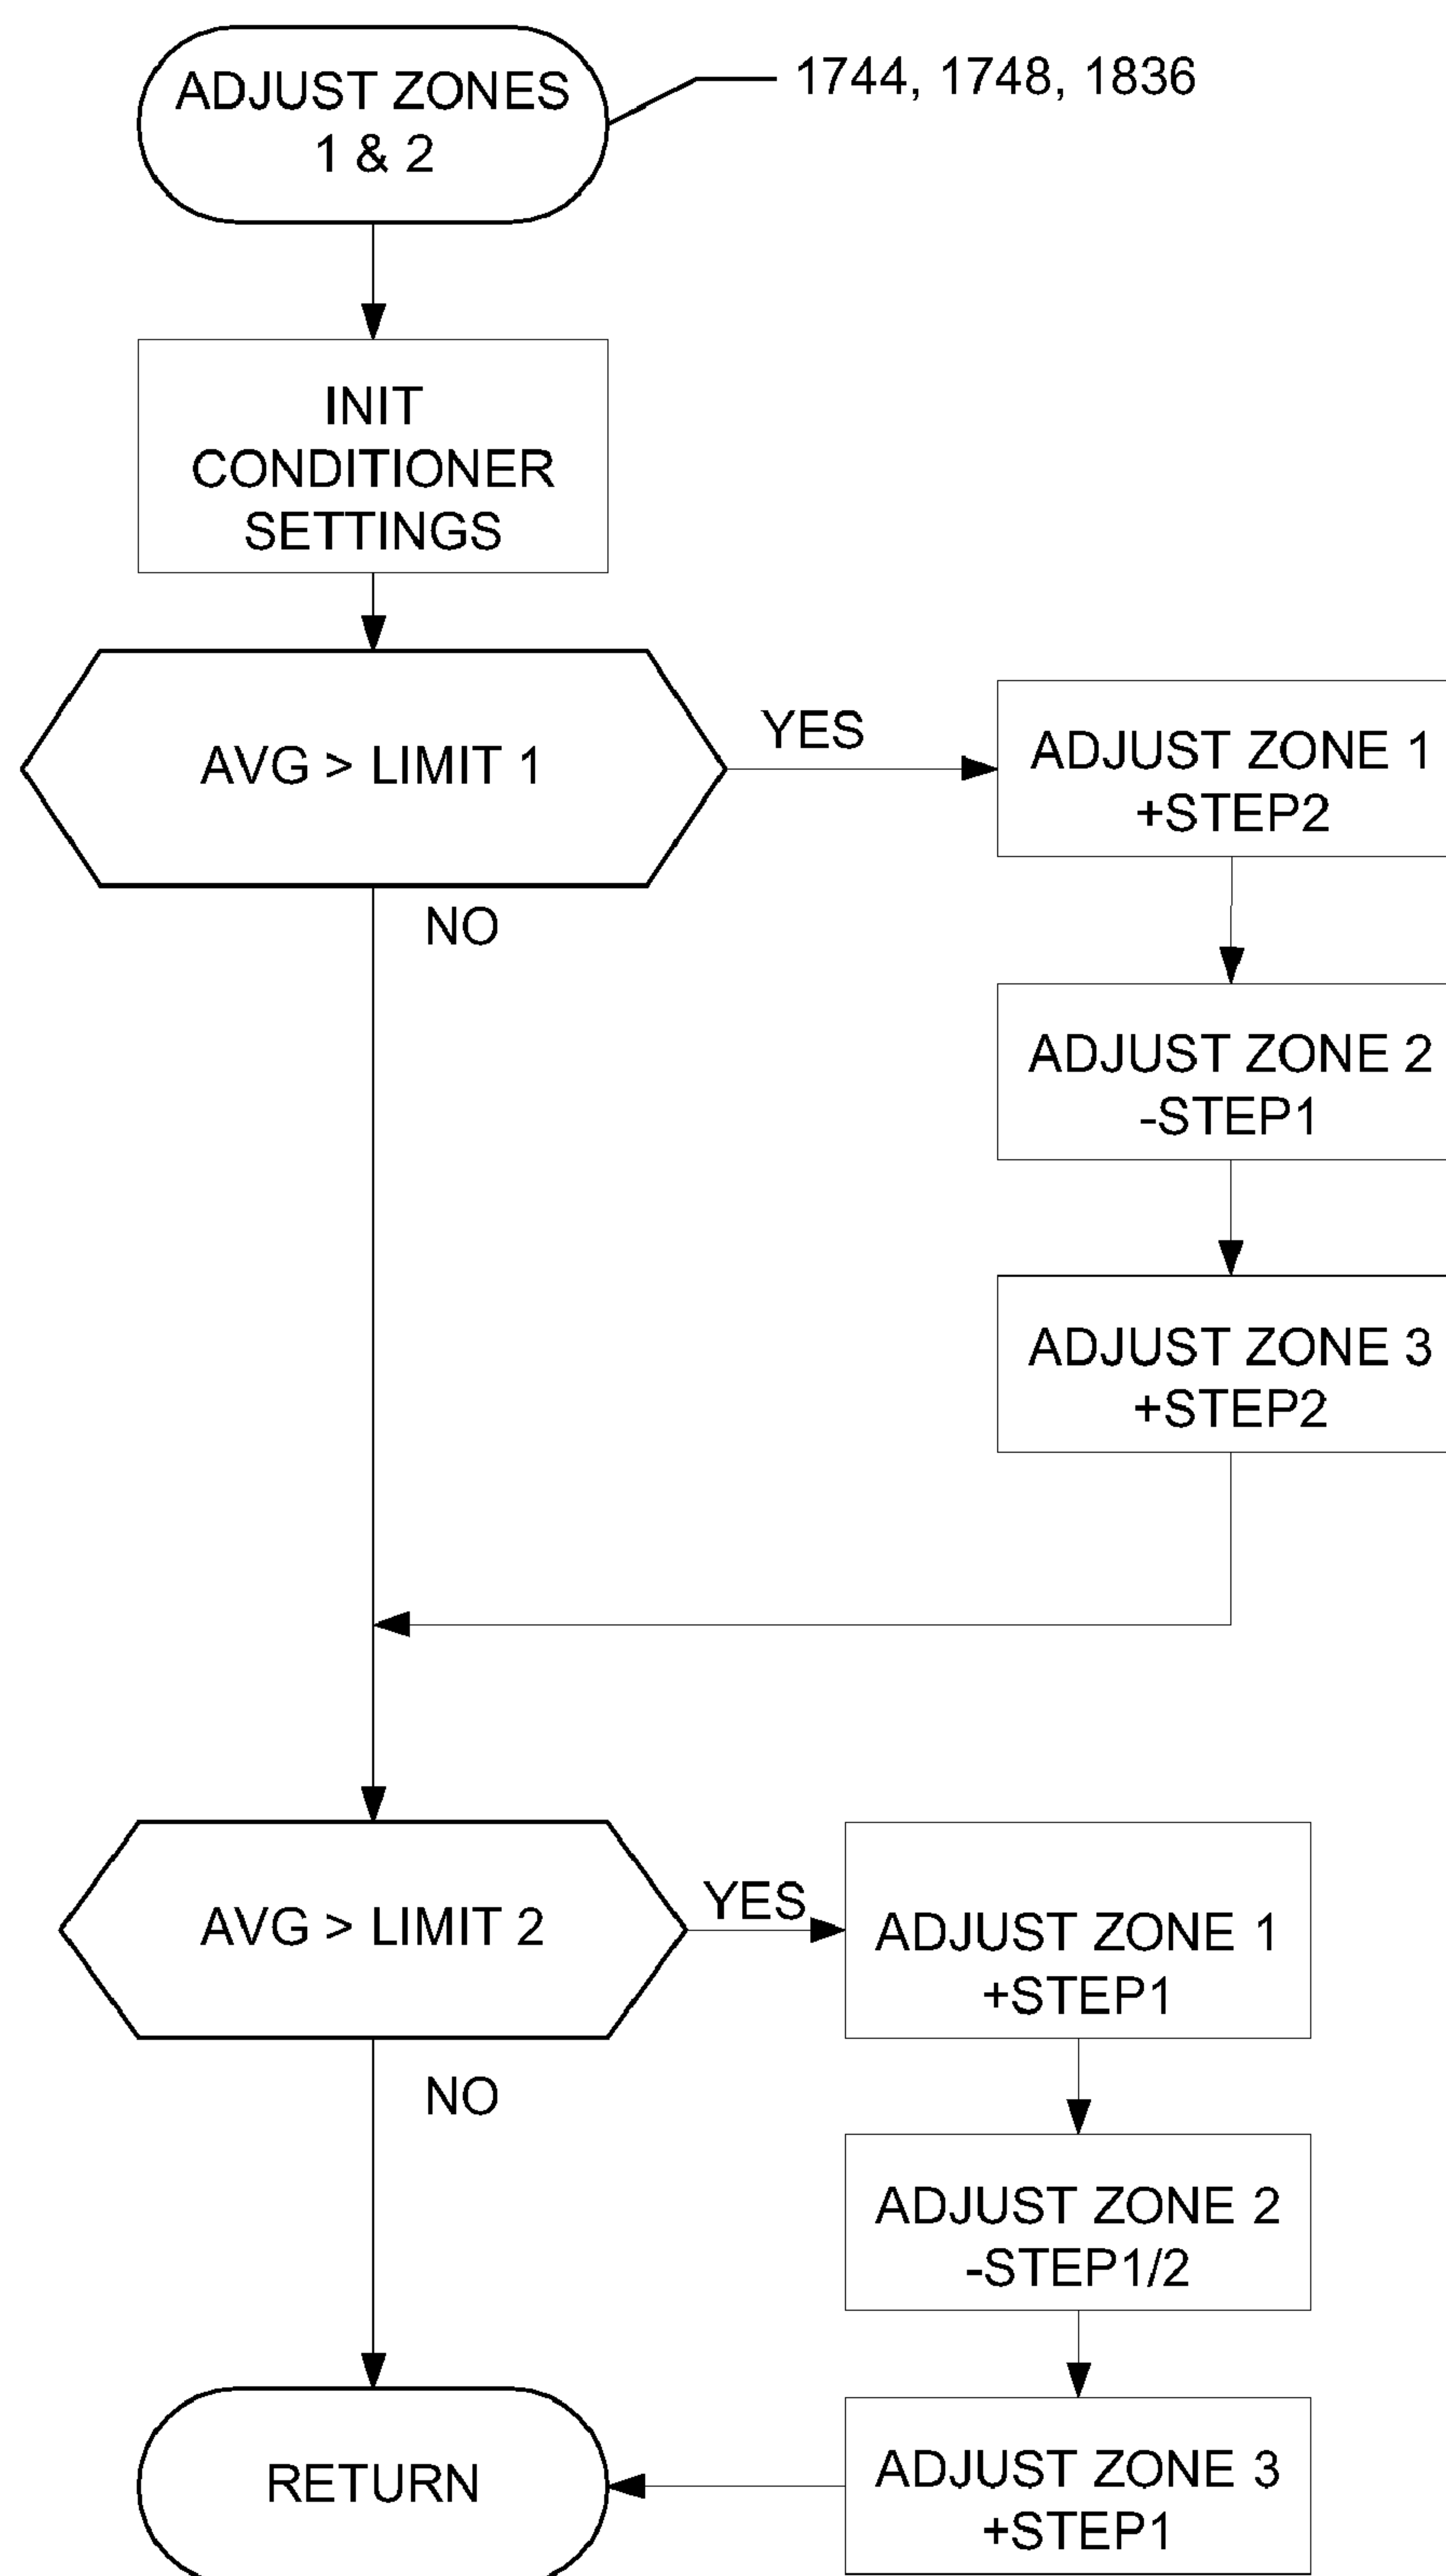 ADJUST ZONES
1 & 2
1744, 1748, 1836
INIT
CONDITIONER
SETTINGS
AVG > LIMIT 1
YES
ADJUST ZONE 1
+STEP2
NO
ADJUST ZONE 2
-STEP1
ADJUST ZONE 3
+STEP2
AVG > LIMIT 2
YES
ADJUST ZONE 1
+STEP1
NO
ADJUST ZONE 2
-STEP1/2
RETURN
ADJUST ZONE 3
+STEP1